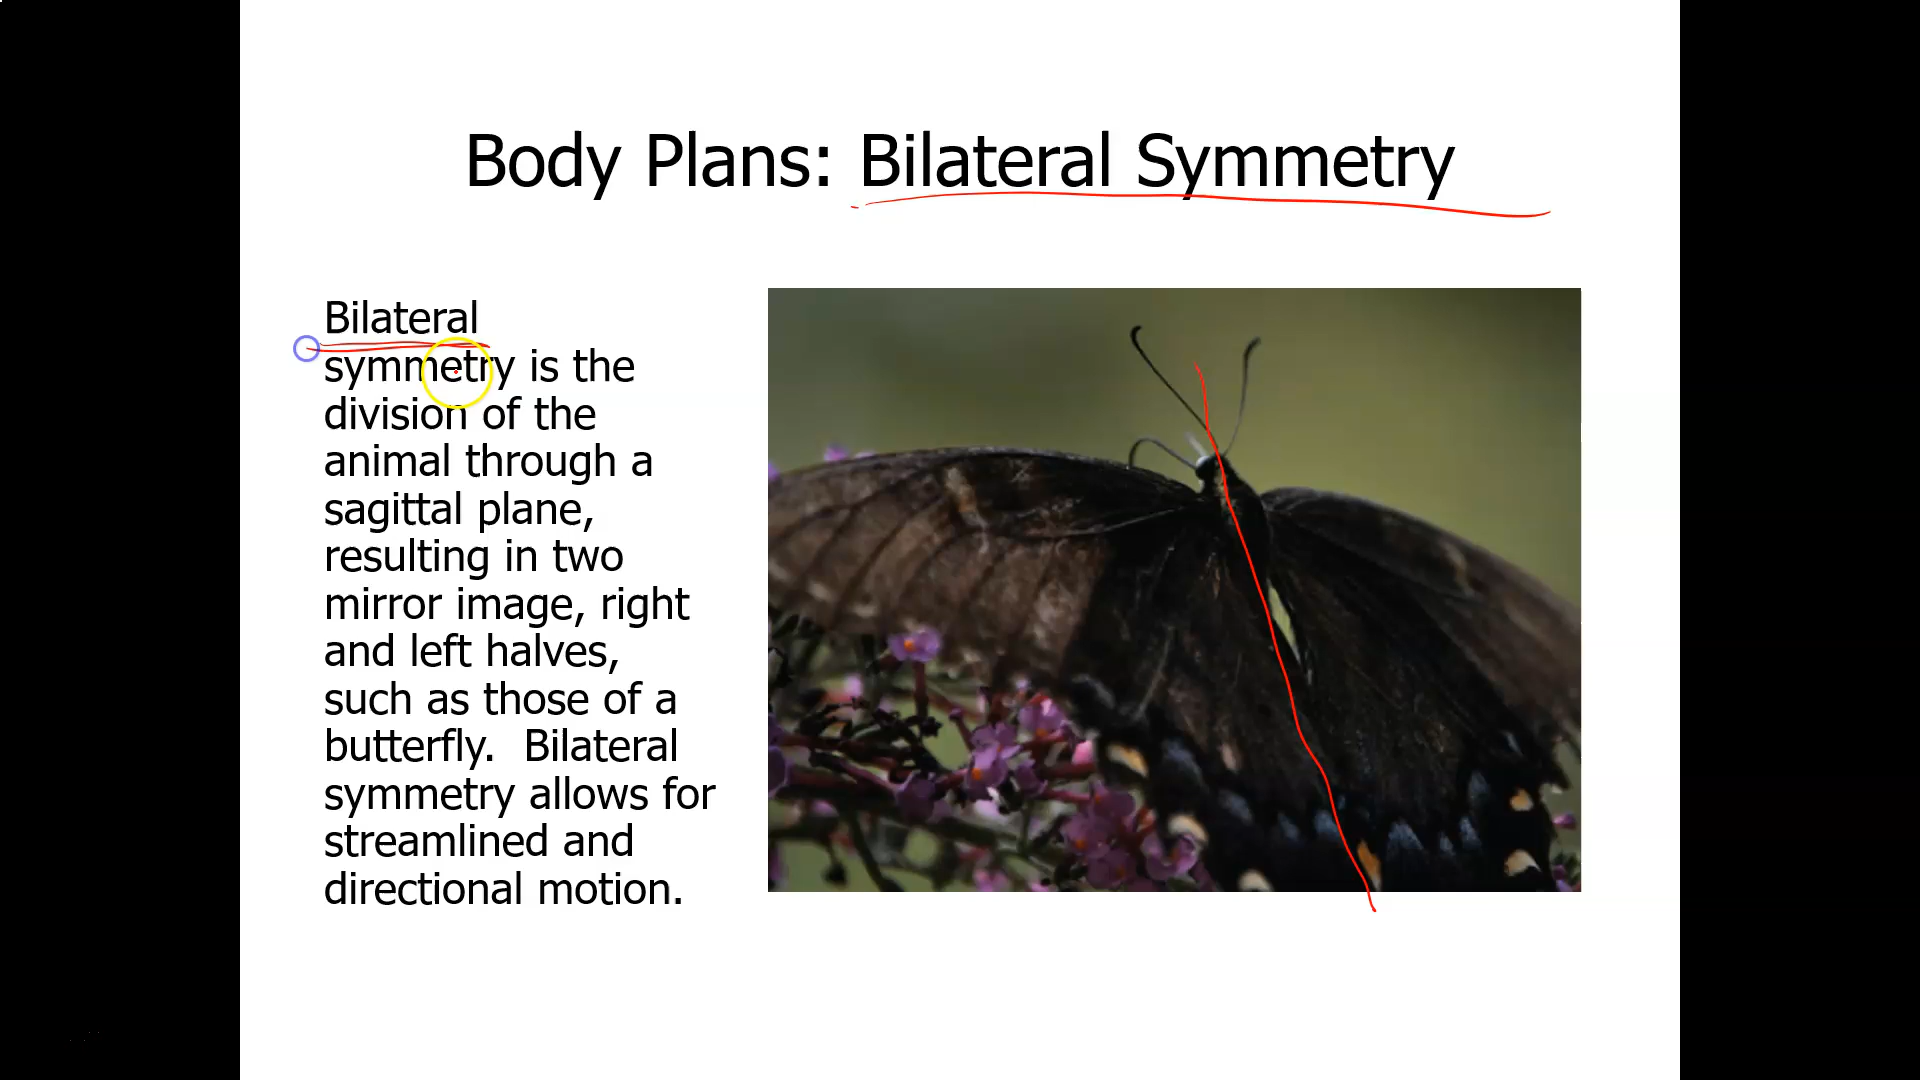 Body Plans: Bilateral Symmetry
Bilateral
symmetry is the
division of the
animal through a
sagittal plane,
resulting in two
mirror image, right
and left halves,
such as those of a
butterfly.  Bilateral
symmetry allows for
streamlined and
directional motion.